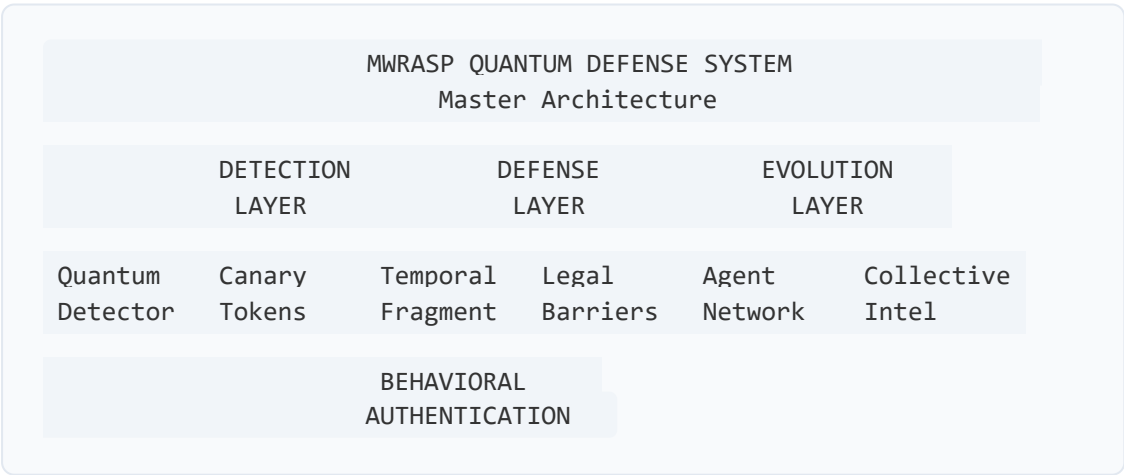 MWRASP QUANTUM DEFENSE SYSTEM
Master Architecture
DETECTION DEFENSE EVOLUTION
LAYER LAYER LAYER
Quantum Canary Temporal Legal Agent Collective
Detector Tokens Fragment Barriers Network Intel
BEHAVIORAL
AUTHENTICATION